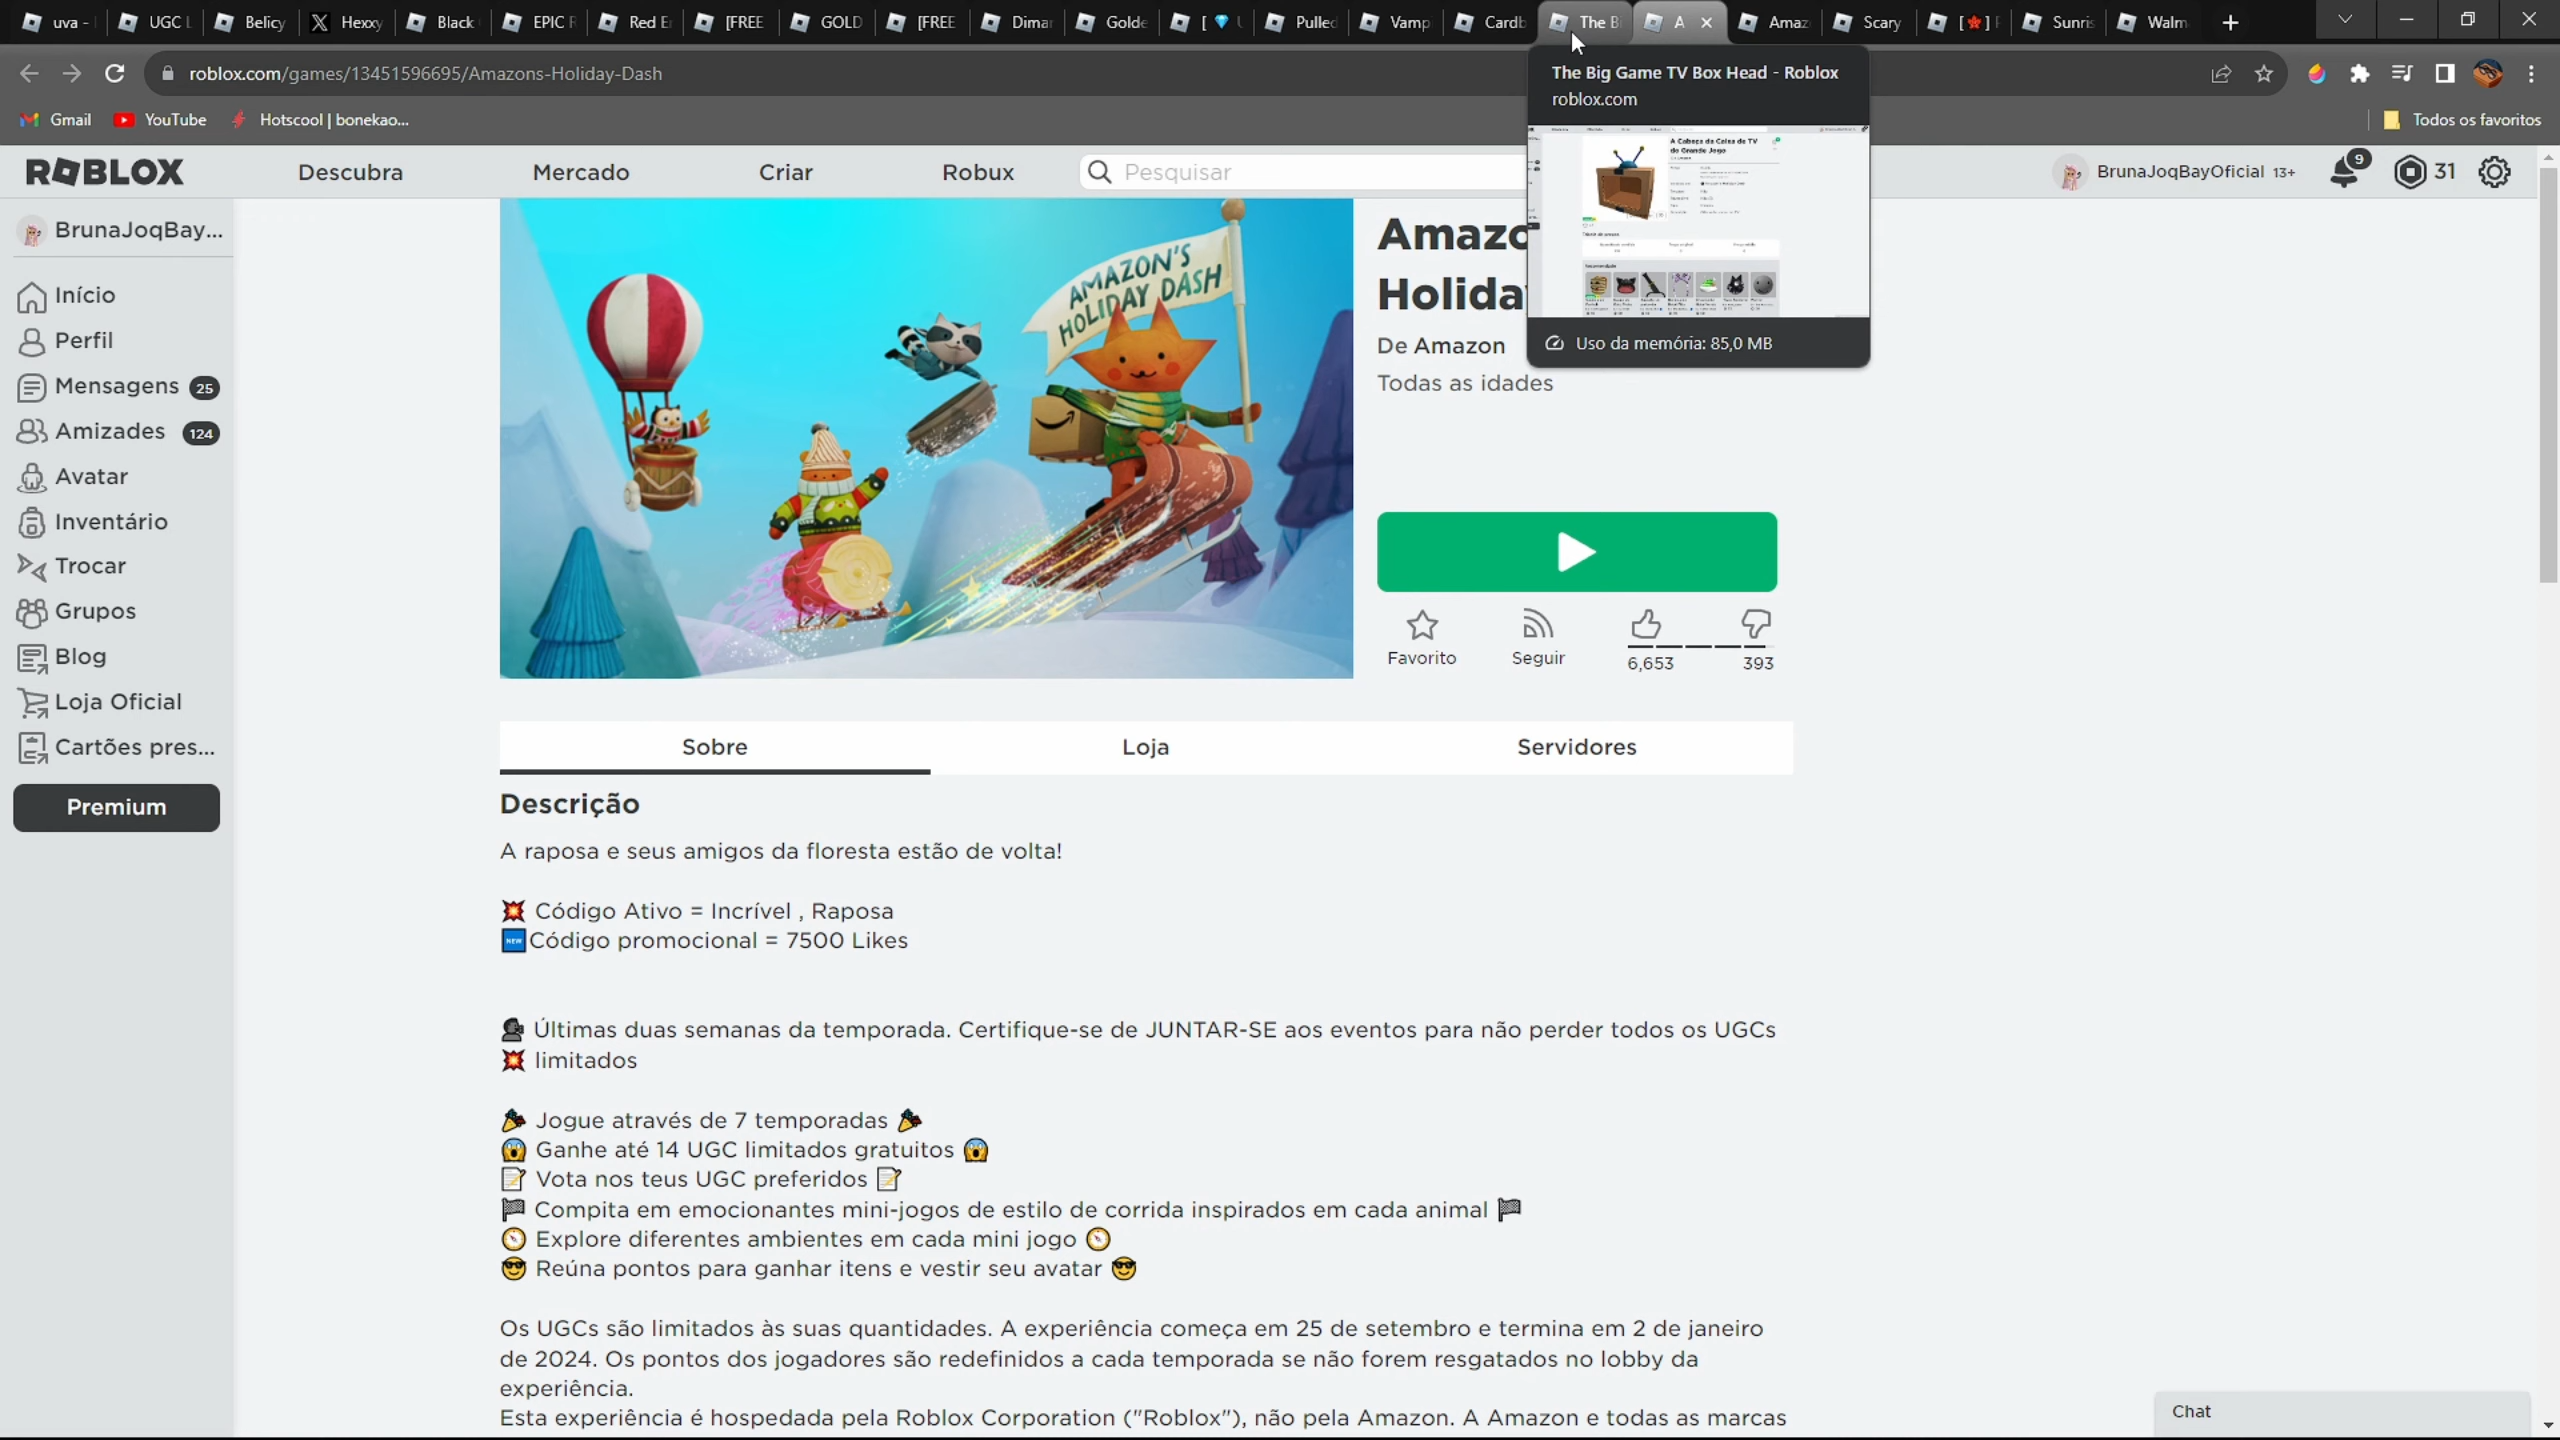 uva -
UGC L
Belicy
Hexxy
Black
EPIC R
Red E
[FREE
GOLD
[FREE
Dimar
Golde
[ 💎 U
Pulled
Vamp
Cardb
The B
A
Amaz
Scary
Sunris
Walm
roblox.com/games/13451596695/Amazons-Holiday-Dash
The Big Game TV Box Head - Roblox
roblox.com
Gmail
YouTube
Hotscool | bonekao...
Todos os favoritos
A Cabeça da Caixa de TV
do Grande Jogo
Uso da memória: 85,0 MB
ROBLOX
Descubra
Mercado
Criar
Robux
Pesquisar
BrunaJoqBayOficial 13+
9
31
BrunaJoqBay...
Início
Perfil
Mensagens 25
Amizades 124
Avatar
Inventário
Trocar
Grupos
Blog
Loja Oficial
Cartões pres...
Premium
AMAZON'S
HOLIDAY DASH
Amazo
Holida
De Amazon
Todas as idades
Favorito
Seguir
6,653
393
Sobre
Loja
Servidores
Descrição
A raposa e seus amigos da floresta estão de volta!
💥 Código Ativo = Incrível , Raposa
🆕Código promocional = 7500 Likes
🗣 Últimas duas semanas da temporada. Certifique-se de JUNTAR-SE aos eventos para não perder todos os UGCs
💥 limitados
🎉 Jogue através de 7 temporadas 🎉
😱 Ganhe até 14 UGC limitados gratuitos 😱
📝 Vota nos teus UGC preferidos 📝
🏁 Compita em emocionantes mini-jogos de estilo de corrida inspirados em cada animal 🏁
🧭 Explore diferentes ambientes em cada mini jogo 🧭
😎 Reúna pontos para ganhar itens e vestir seu avatar 😎
Os UGCs são limitados às suas quantidades. A experiência começa em 25 de setembro e termina em 2 de janeiro
de 2024. Os pontos dos jogadores são redefinidos a cada temporada se não forem resgatados no lobby da
experiência.
Esta experiência é hospedada pela Roblox Corporation ("Roblox"), não pela Amazon. A Amazon e todas as marcas
Chat